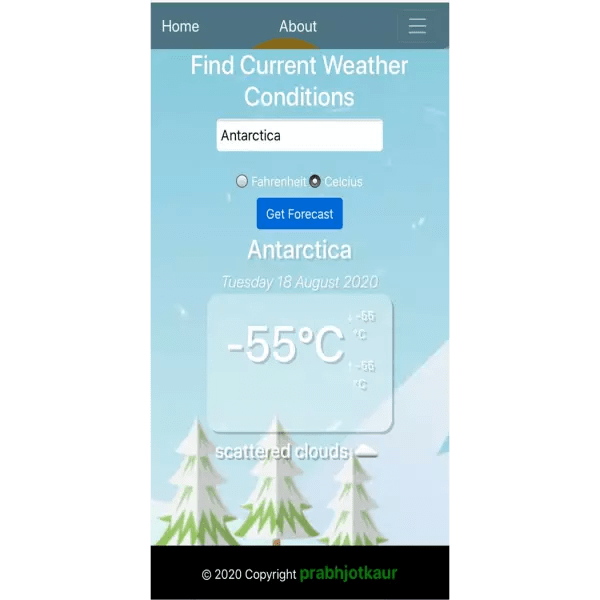 Home About
Find Current Weather
Conditions
Antarctica
Fahrenheit Celcius
Get Forecast
Antarctica
Tuesday 18 August 2020
-55°C
↓ -55
°C
↑ -55
°C
scattered clouds
© 2020 Copyright prabhjotkaur